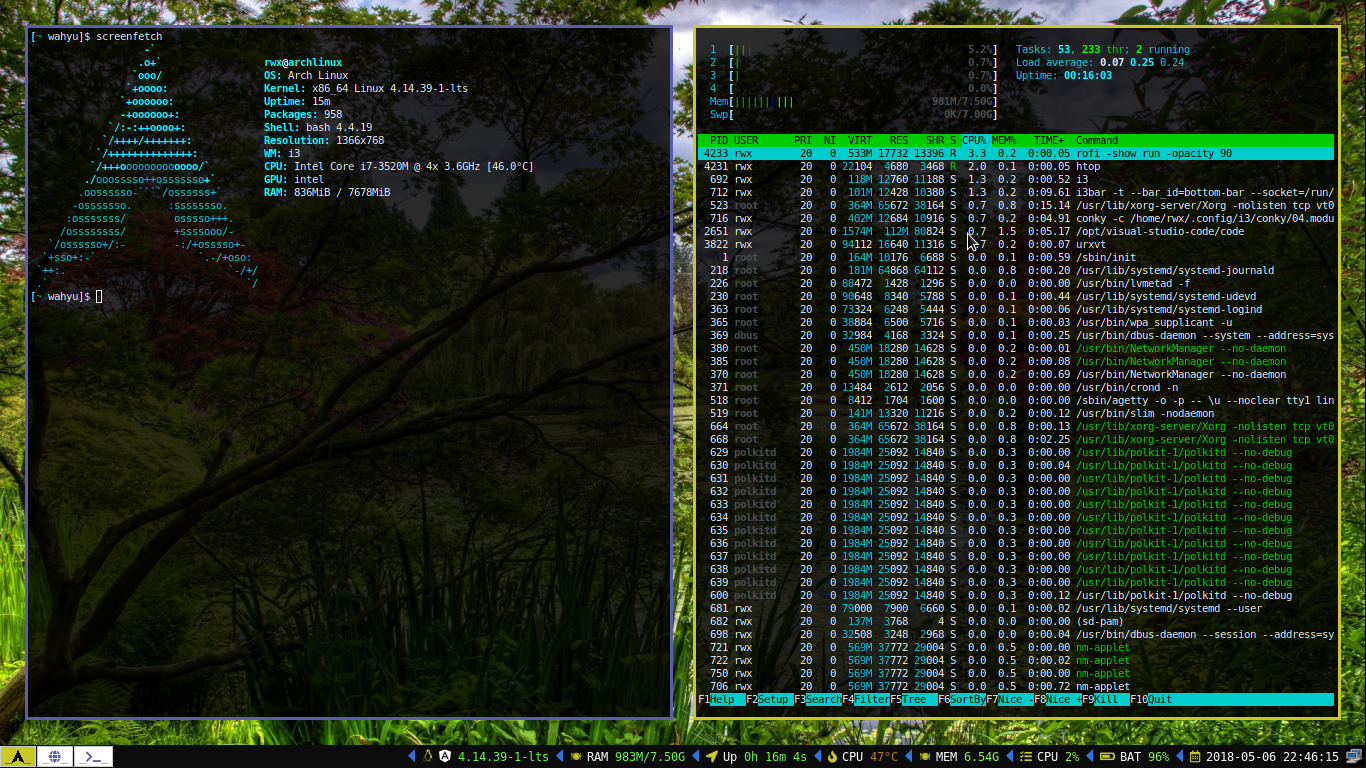 [~ wahyu]$ screenfetch
rwx@archlinux
OS: Arch Linux
Kernel: x86_64 Linux 4.14.39-1-lts
Uptime: 15m
Packages: 958
Shell: bash 4.4.19
Resolution: 1366x768
WM: i3
CPU: Intel Core i7-3520M @ 4x 3.6GHz [46.0°C]
GPU: intel
RAM: 836MiB / 7678MiB
[~ wahyu]$
1 [|| 5.2%] Tasks: 53, 233 thr; 2 running
2 [| 0.7%] Load average: 0.07 0.25 0.24
3 [| 0.7%] Uptime: 00:16:03
4 [ 0.0%]
Mem[|||||||||| 981M/7.50G]
Swp[ 0K/7.00G]
PID USER PRI NI VIRT RES SHR S CPU% MEM% TIME+ Command
4233 rwx 20 0 533M 17732 13396 R 3.3 0.2 0:00.05 rofi -show run -opacity 90
4231 rwx 20 0 22104 4680 3468 R 2.0 0.1 0:00.05 htop
692 rwx 20 0 118M 12760 11188 S 1.3 0.2 0:00.52 i3
712 rwx 20 0 101M 12428 10380 S 1.3 0.2 0:09.61 i3bar -t --bar_id=bottom-bar --socket=/run/
523 root 20 0 364M 65672 38164 S 0.7 0.8 0:15.14 /usr/lib/xorg-server/Xorg -nolisten tcp vt0
716 rwx 20 0 402M 12684 10916 S 0.7 0.2 0:04.91 conky -c /home/rwx/.config/i3/conky/04.modu
2651 rwx 20 0 1574M 112M 80824 S 0.7 1.5 0:05.17 /opt/visual-studio-code/code
3822 rwx 20 0 94112 16640 11316 S 0.7 0.2 0:00.07 urxvt
1 root 20 0 164M 10176 6688 S 0.0 0.1 0:00.59 /sbin/init
218 root 20 0 181M 64868 64112 S 0.0 0.8 0:00.20 /usr/lib/systemd/systemd-journald
226 root 20 0 88472 1428 1296 S 0.0 0.0 0:00.00 /usr/bin/lvmetad -f
230 root 20 0 90648 8340 5788 S 0.0 0.1 0:00.44 /usr/lib/systemd/systemd-udevd
363 root 20 0 73324 6248 5444 S 0.0 0.1 0:00.06 /usr/lib/systemd/systemd-logind
365 root 20 0 38884 6500 5716 S 0.0 0.1 0:00.03 /usr/bin/wpa_supplicant -u
369 dbus 20 0 32984 4168 3324 S 0.0 0.1 0:00.25 /usr/bin/dbus-daemon --system --address=sys
380 root 20 0 450M 18280 14628 S 0.0 0.2 0:00.01 /usr/bin/NetworkManager --no-daemon
385 root 20 0 450M 18280 14628 S 0.0 0.2 0:00.08 /usr/bin/NetworkManager --no-daemon
370 root 20 0 450M 18280 14628 S 0.0 0.2 0:00.69 /usr/bin/NetworkManager --no-daemon
371 root 20 0 13484 2612 2056 S 0.0 0.0 0:00.00 /usr/bin/crond -n
518 root 20 0 8412 1704 1600 S 0.0 0.0 0:00.00 /sbin/agetty -o -p -- \u --noclear tty1 lin
519 root 20 0 141M 13320 11216 S 0.0 0.2 0:00.12 /usr/bin/slim -nodaemon
664 root 20 0 364M 65672 38164 S 0.0 0.8 0:00.13 /usr/lib/xorg-server/Xorg -nolisten tcp vt0
668 root 20 0 364M 65672 38164 S 0.0 0.8 0:02.25 /usr/lib/xorg-server/Xorg -nolisten tcp vt0
629 polkitd 20 0 1984M 25092 14840 S 0.0 0.3 0:00.00 /usr/lib/polkit-1/polkitd --no-debug
630 polkitd 20 0 1984M 25092 14840 S 0.0 0.3 0:00.04 /usr/lib/polkit-1/polkitd --no-debug
631 polkitd 20 0 1984M 25092 14840 S 0.0 0.3 0:00.00 /usr/lib/polkit-1/polkitd --no-debug
632 polkitd 20 0 1984M 25092 14840 S 0.0 0.3 0:00.00 /usr/lib/polkit-1/polkitd --no-debug
633 polkitd 20 0 1984M 25092 14840 S 0.0 0.3 0:00.00 /usr/lib/polkit-1/polkitd --no-debug
634 polkitd 20 0 1984M 25092 14840 S 0.0 0.3 0:00.00 /usr/lib/polkit-1/polkitd --no-debug
635 polkitd 20 0 1984M 25092 14840 S 0.0 0.3 0:00.00 /usr/lib/polkit-1/polkitd --no-debug
636 polkitd 20 0 1984M 25092 14840 S 0.0 0.3 0:00.00 /usr/lib/polkit-1/polkitd --no-debug
637 polkitd 20 0 1984M 25092 14840 S 0.0 0.3 0:00.00 /usr/lib/polkit-1/polkitd --no-debug
638 polkitd 20 0 1984M 25092 14840 S 0.0 0.3 0:00.00 /usr/lib/polkit-1/polkitd --no-debug
639 polkitd 20 0 1984M 25092 14840 S 0.0 0.3 0:00.00 /usr/lib/polkit-1/polkitd --no-debug
600 polkitd 20 0 1984M 25092 14840 S 0.0 0.3 0:00.12 /usr/lib/polkit-1/polkitd --no-debug
681 rwx 20 0 79000 7900 6660 S 0.0 0.1 0:00.02 /usr/lib/systemd/systemd --user
682 rwx 20 0 137M 3768 4 S 0.0 0.0 0:00.00 (sd-pam)
698 rwx 20 0 32508 3248 2968 S 0.0 0.0 0:00.04 /usr/bin/dbus-daemon --session --address=sy
721 rwx 20 0 569M 37772 29004 S 0.0 0.5 0:00.00 nm-applet
722 rwx 20 0 569M 37772 29004 S 0.0 0.5 0:00.02 nm-applet
750 rwx 20 0 569M 37772 29004 S 0.0 0.5 0:00.00 nm-applet
706 rwx 20 0 569M 37772 29004 S 0.0 0.5 0:00.72 nm-applet
F1Help F2Setup F3SearchF4FilterF5Tree F6SortByF7Nice -F8Nice +F9Kill F10Quit
4.14.39-1-lts RAM 983M/7.50G Up 0h 16m 4s CPU 47°C MEM 6.54G CPU 2% BAT 96% 2018-05-06 22:46:15